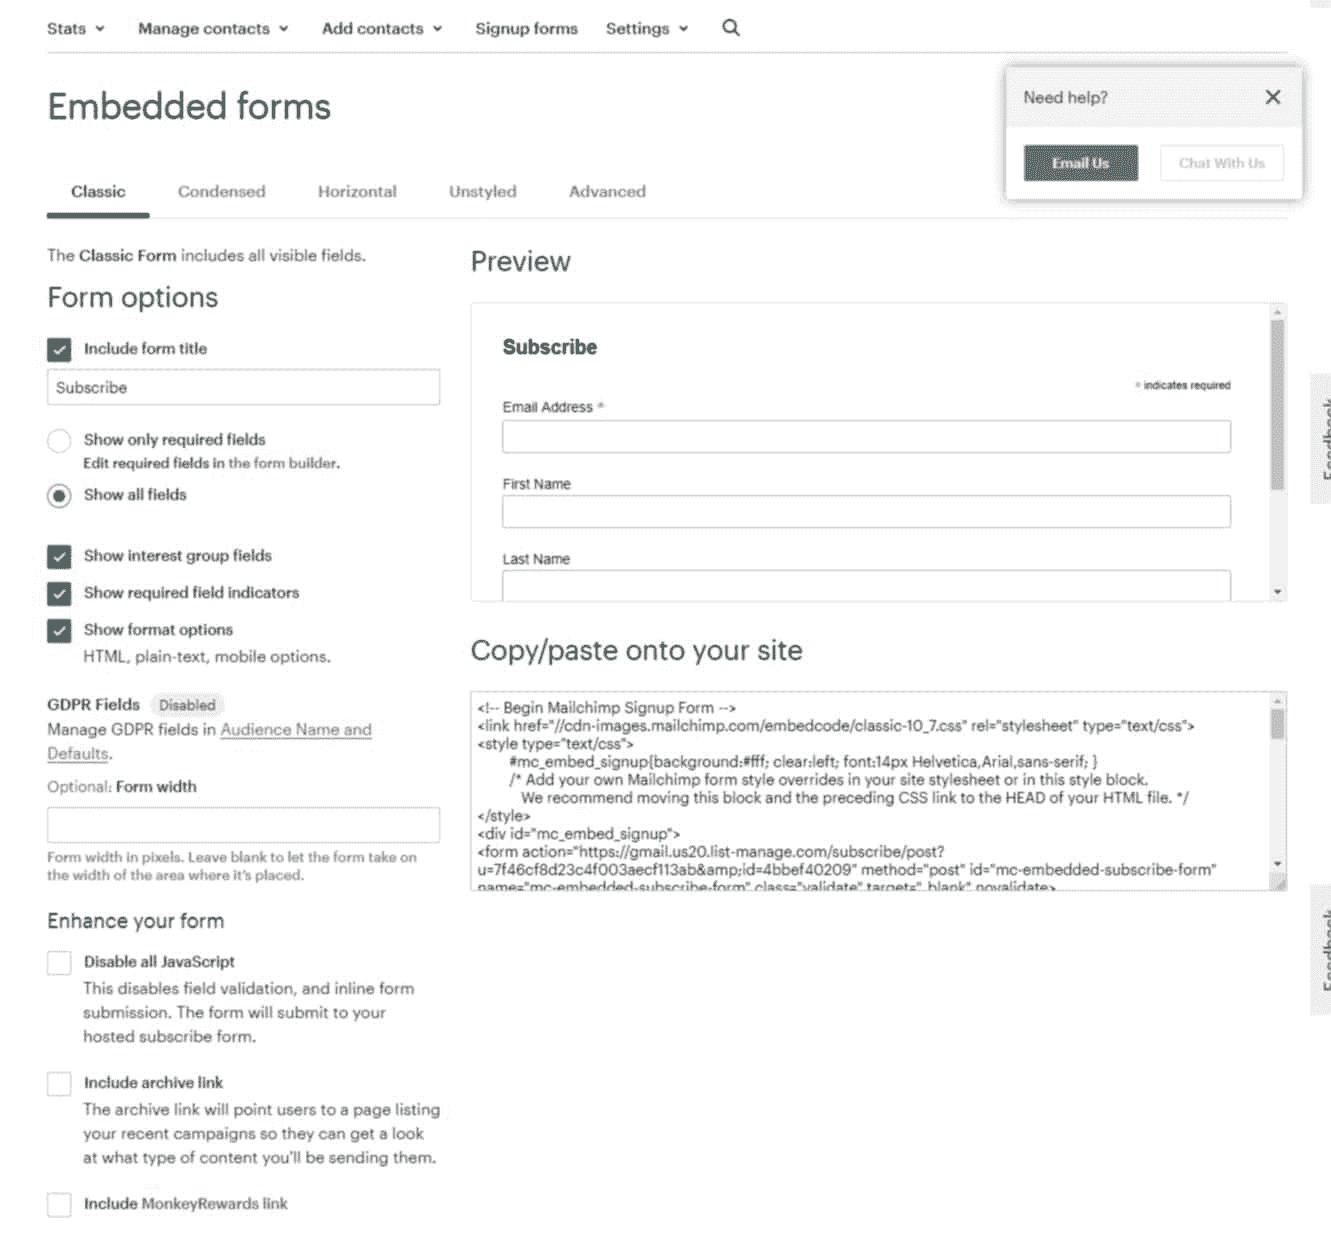 Stats
Manage contacts
Add contacts
Signup forms
Settings
Embedded forms
Need help?
Email Us
Chat With Us
Classic
Condensed
Horizontal
Unstyled
Advanced
The Classic Form includes all visible fields.
Form options
Include form title
Subscribe
Show only required fields
Edit required fields in the form builder.
Show all fields
Show interest group fields
Show required field indicators
Show format options
HTML, plain-text, mobile options.
GDPR Fields Disabled
Manage GDPR fields in Audience Name and
Defaults.
Optional: Form width
Form width in pixels. Leave blank to let the form take on
the width of the area where it's placed.
Enhance your form
Disable all JavaScript
This disables field validation, and inline form
submission. The form will submit to your
hosted subscribe form.
Include archive link
The archive link will point users to a page listing
your recent campaigns so they can get a look
at what type of content you'll be sending them.
Include MonkeyRewards link
Preview
Subscribe
* indicates required
Email Address *
First Name
Last Name
Copy/paste onto your site
<!-- Begin Mailchimp Signup Form -->
<link href="//cdn-images.mailchimp.com/embedcode/classic-10_7.css" rel="stylesheet" type="text/css">
<style type="text/css">
#mc_embed_signup{background:#fff; clear:left; font:14px Helvetica,Arial,sans-serif; }
/* Add your own Mailchimp form style overrides in your site stylesheet or in this style block.
We recommend moving this block and the preceding CSS link to the HEAD of your HTML file. */
</style>
<div id="mc_embed_signup">
<form action="https://gmail.us20.list-manage.com/subscribe/post?
u=7f46cf8d23c4f003aecf113ab&amp;id=4bbef40209" method="post" id="mc-embedded-subscribe-form"
name="mc-embedded-subscribe-form" class="validate" target="_blank" novalidate>
Feedback
Feedback